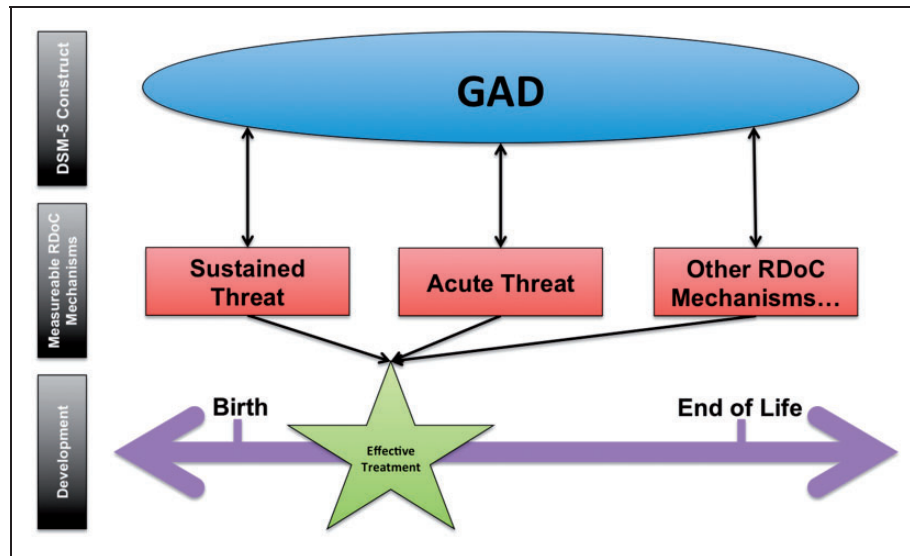 DSM-5 Construct
GAD
Measureable RDoC
Mechanisms
Sustained
Threat
Acute Threat
Other RDoC
Mechanisms...
Development
Birth
End of Life
Effective
Treatment